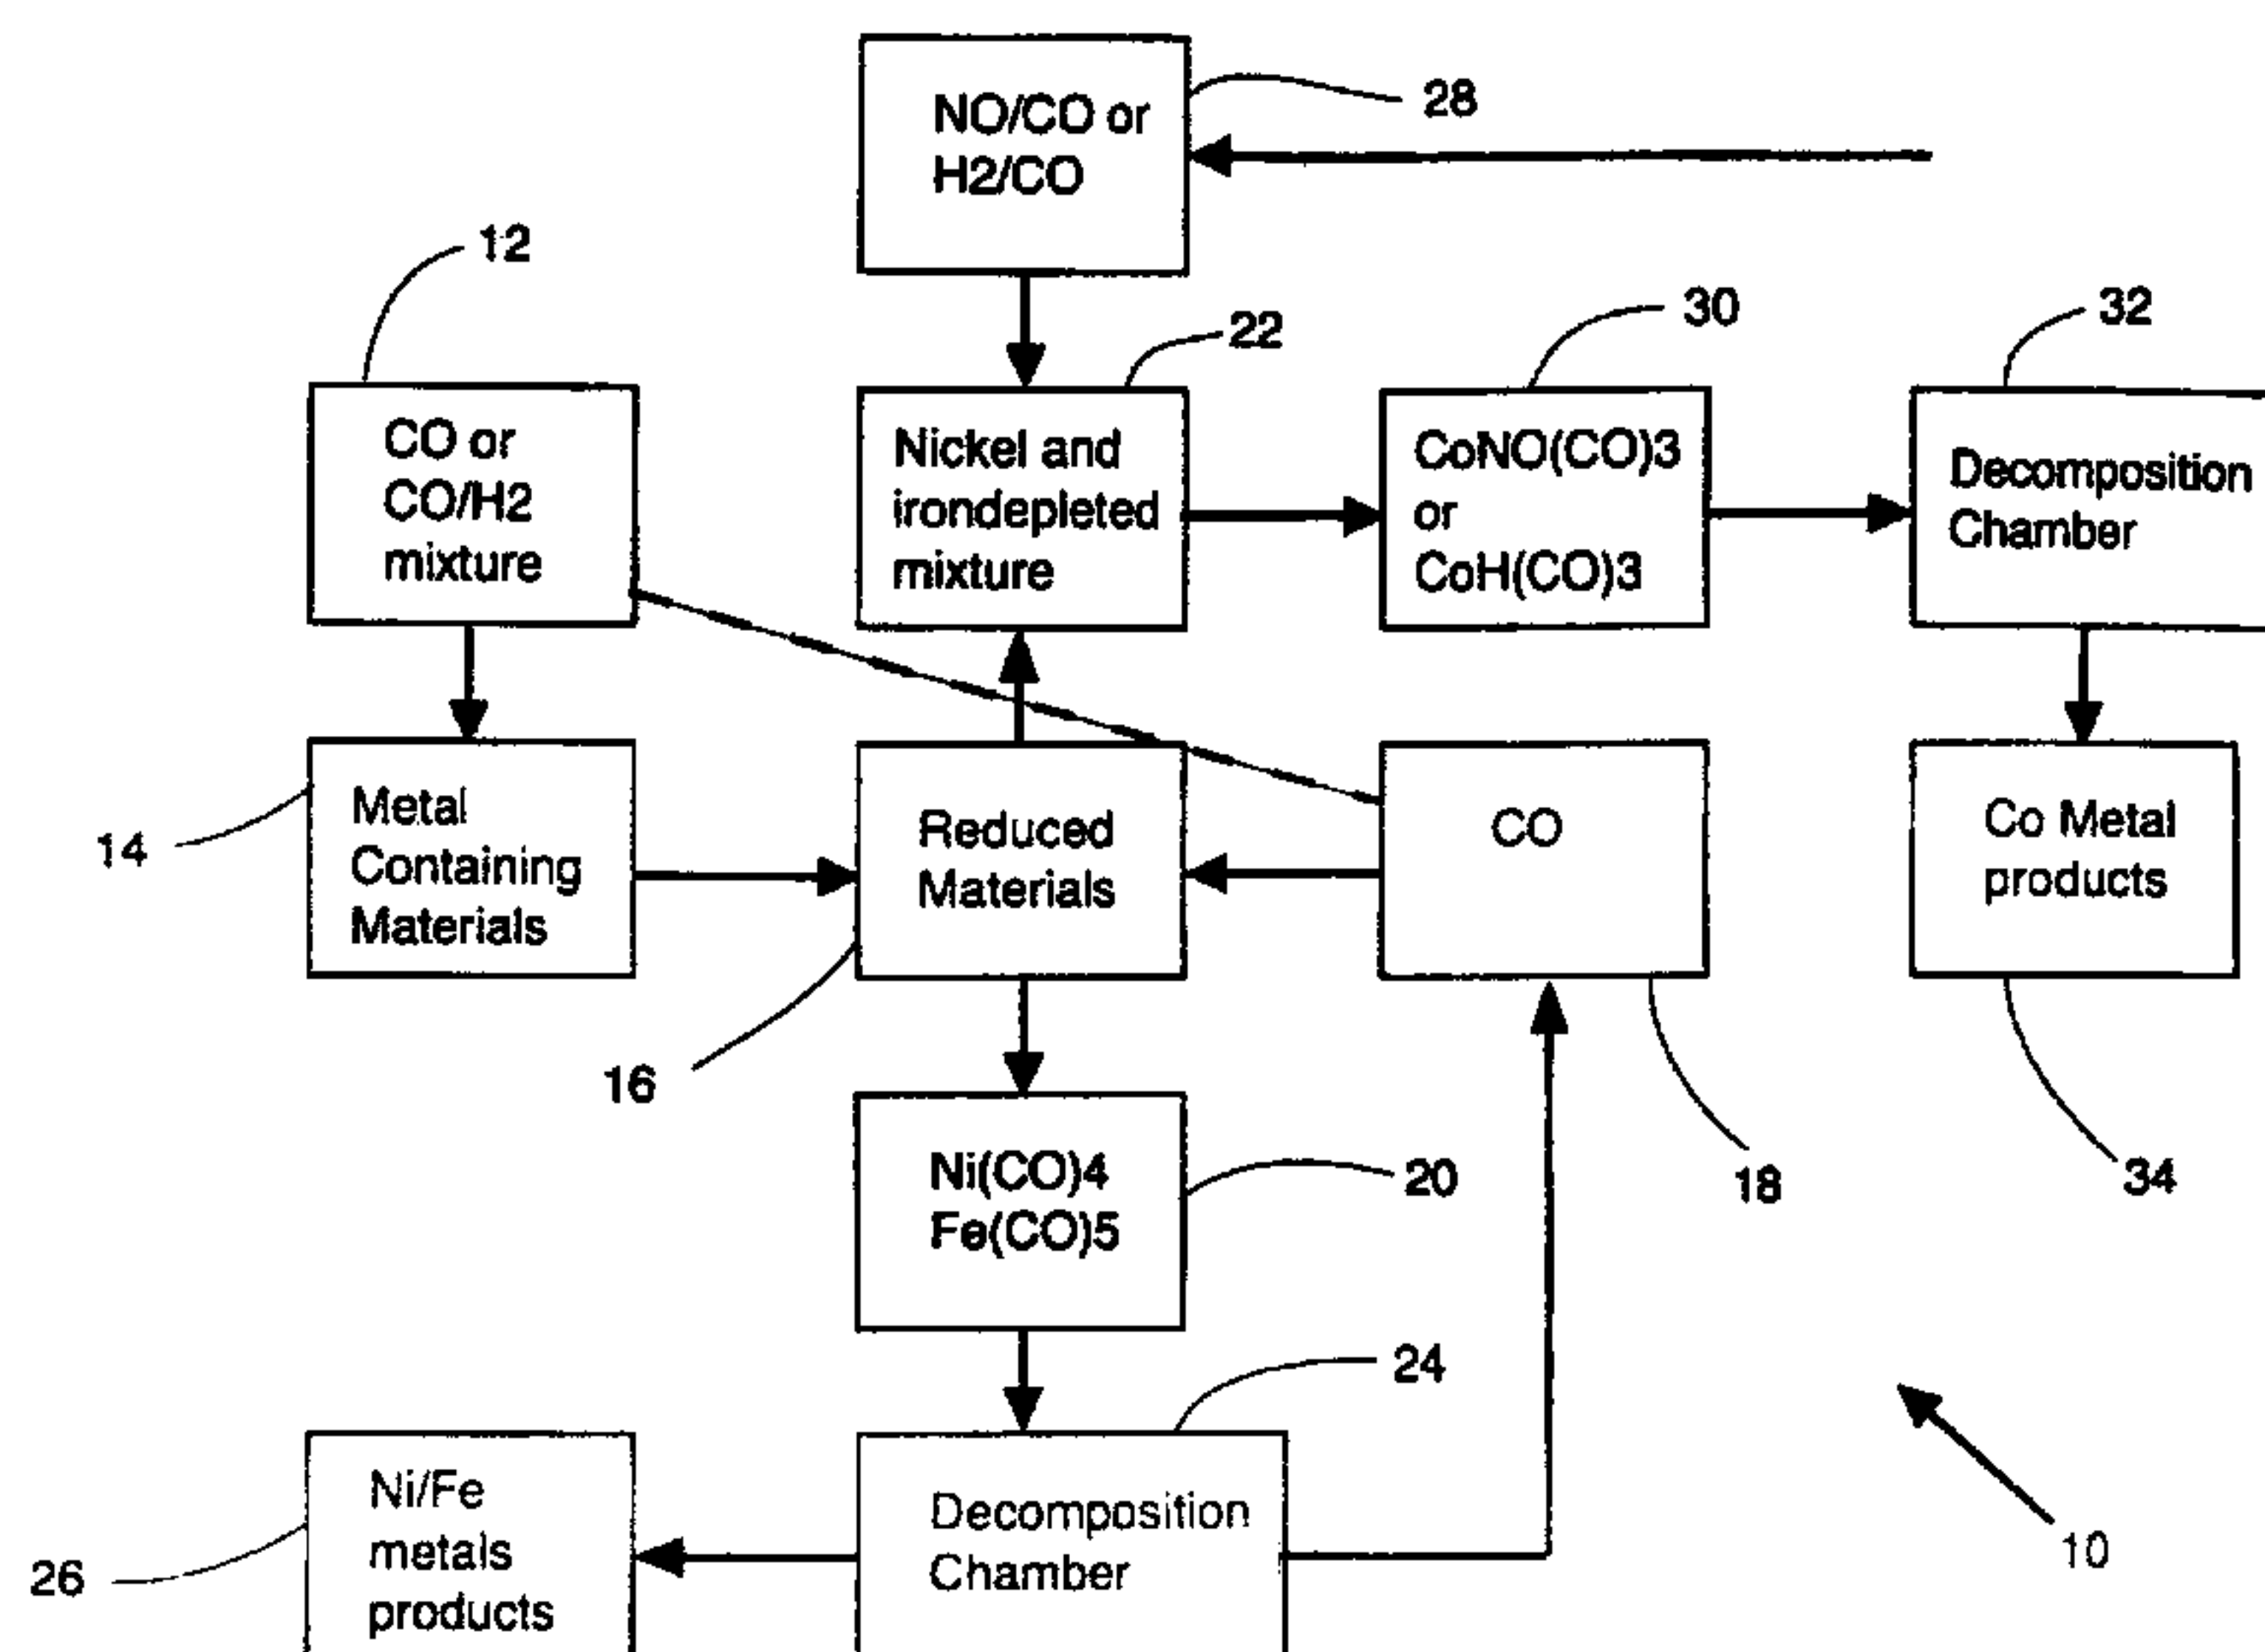 NO/CO or
H2/CO
28
12
CO or
CO/H2
mixture
22
Nickel and
irondepleted
mixture
30
CoNO(CO)3
or
CoH(CO)3
32
Decomposition
Chamber
14
Metal
Containing
Materials
Reduced
Materials
16
CO
18
Co Metal
products
34
Ni(CO)4
Fe(CO)5
20
24
Decomposition
Chamber
26
Ni/Fe
metals
products
10